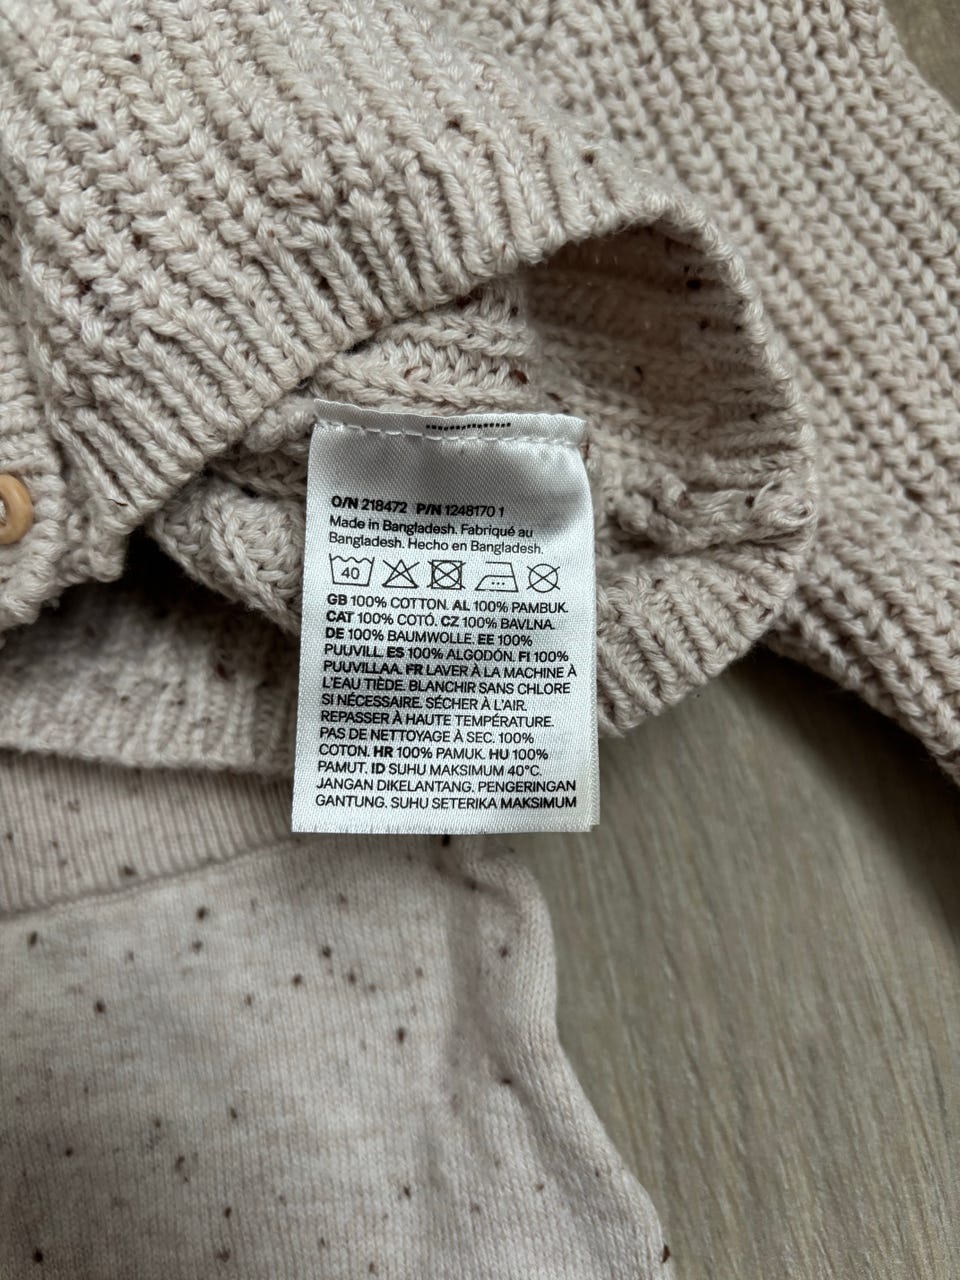 O/N 218472 P/N 1248170 1
Made in Bangladesh. Fabriqué au
Bangladesh. Hecho en Bangladesh.
40
GB 100% COTTON. AL 100% PAMBUK.
CAT 100% COTÓ. CZ 100% BAVLNA.
DE 100% BAUMWOLLE. EE 100%
PUUVILL. ES 100% ALGODÓN. FI 100%
PUUVILLAA. FR LAVER À LA MACHINE À
L'EAU TIÈDE. BLANCHIR SANS CHLORE
SI NÉCESSAIRE. SÉCHER À L'AIR.
REPASSER À HAUTE TEMPÉRATURE.
PAS DE NETTOYAGE À SEC. 100%
COTON. HR 100% PAMUK. HU 100%
PAMUT. ID SUHU MAKSIMUM 40°C.
JANGAN DIKELANTANG. PENGERINGAN
GANTUNG. SUHU SETERIKA MAKSIMUM